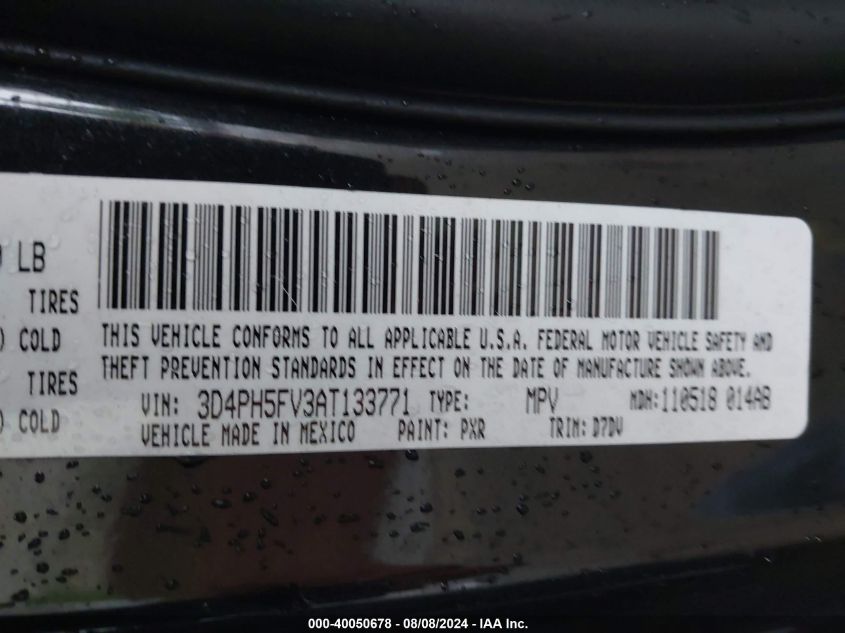 LB
TIRES
THIS VEHICLE CONFORMS TO ALL APPLICABLE U.S.A. FEDERAL MOTOR VEHICLE SAFETY AND
) COLD
THEFT PREVENTION STANDARDS IN EFFECT ON THE DATE OF MANUFACTURE SHOWN ABOVE.
TIRES
VIN: 3D4PH5FV3AT133771 TYPE: MPV MDH:110518 014AB
) COLD
VEHICLE MADE IN MEXICO PAINT: PXR TRIM: D7DV
000-40050678 - 08/08/2024 - IAA Inc.